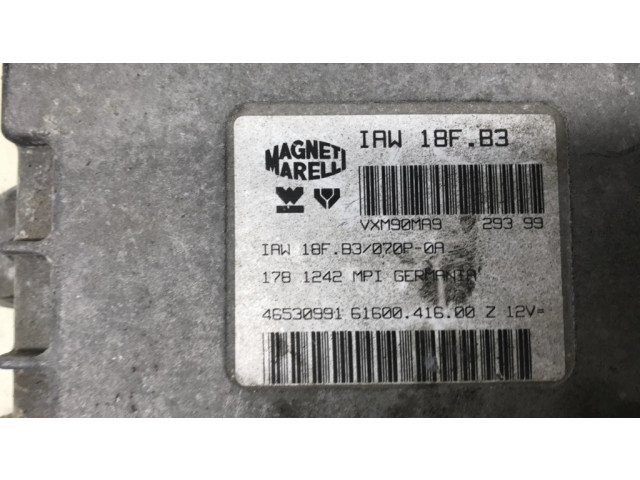 MAGNETI MARELLI
IAW 18F.B3
VXM90MA9 293 99
IAW 18F.B3/070P-0A
178 1242 MPI GERMANIA
46530991 61600.416.00 Z 12V=